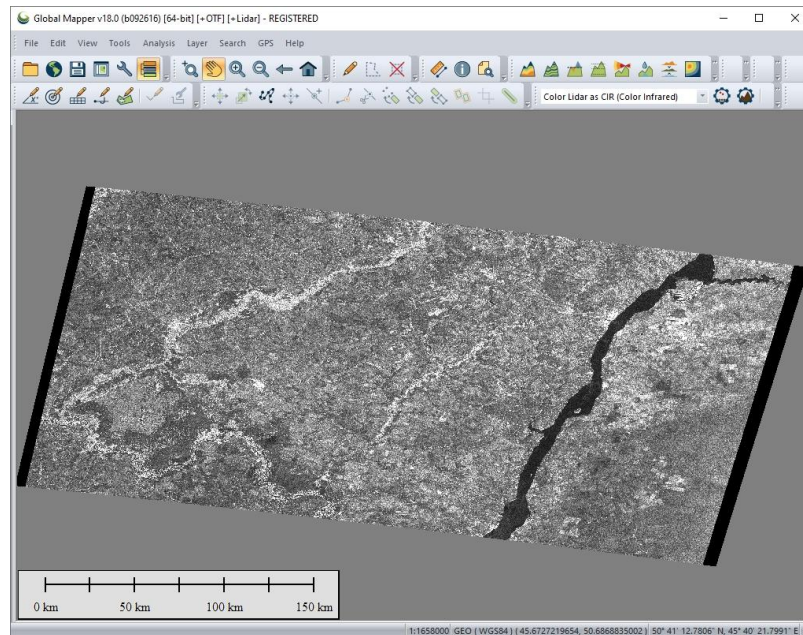 Global Mapper v18.0 (b092616) [64-bit] [+OTF] [+Lidar] - REGISTERED
File Edit View Tools Analysis Layer Search GPS Help
Color Lidar as CIR (Color Infrared)
0 km 50 km 100 km 150 km
1:1658000 GEO ( WGS84 ) ( 45.6727219654, 50.6868835002 ) 50° 41' 12.7806" N, 45° 40' 21.7991" E